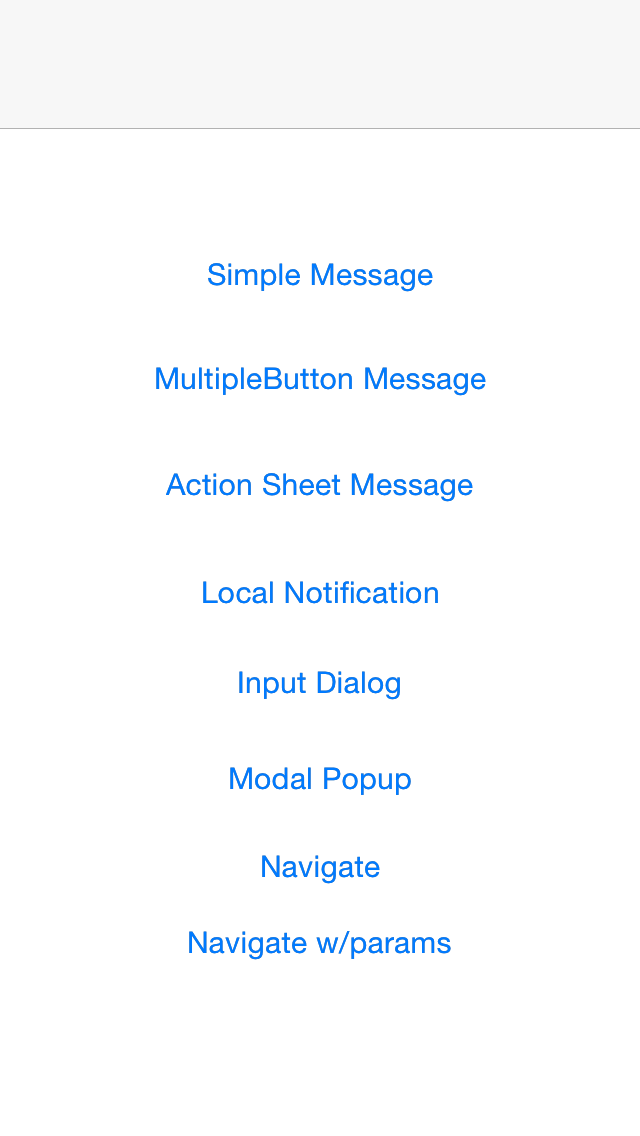 Simple Message
MultipleButton Message
Action Sheet Message
Local Notification
Input Dialog
Modal Popup
Navigate
Navigate w/params